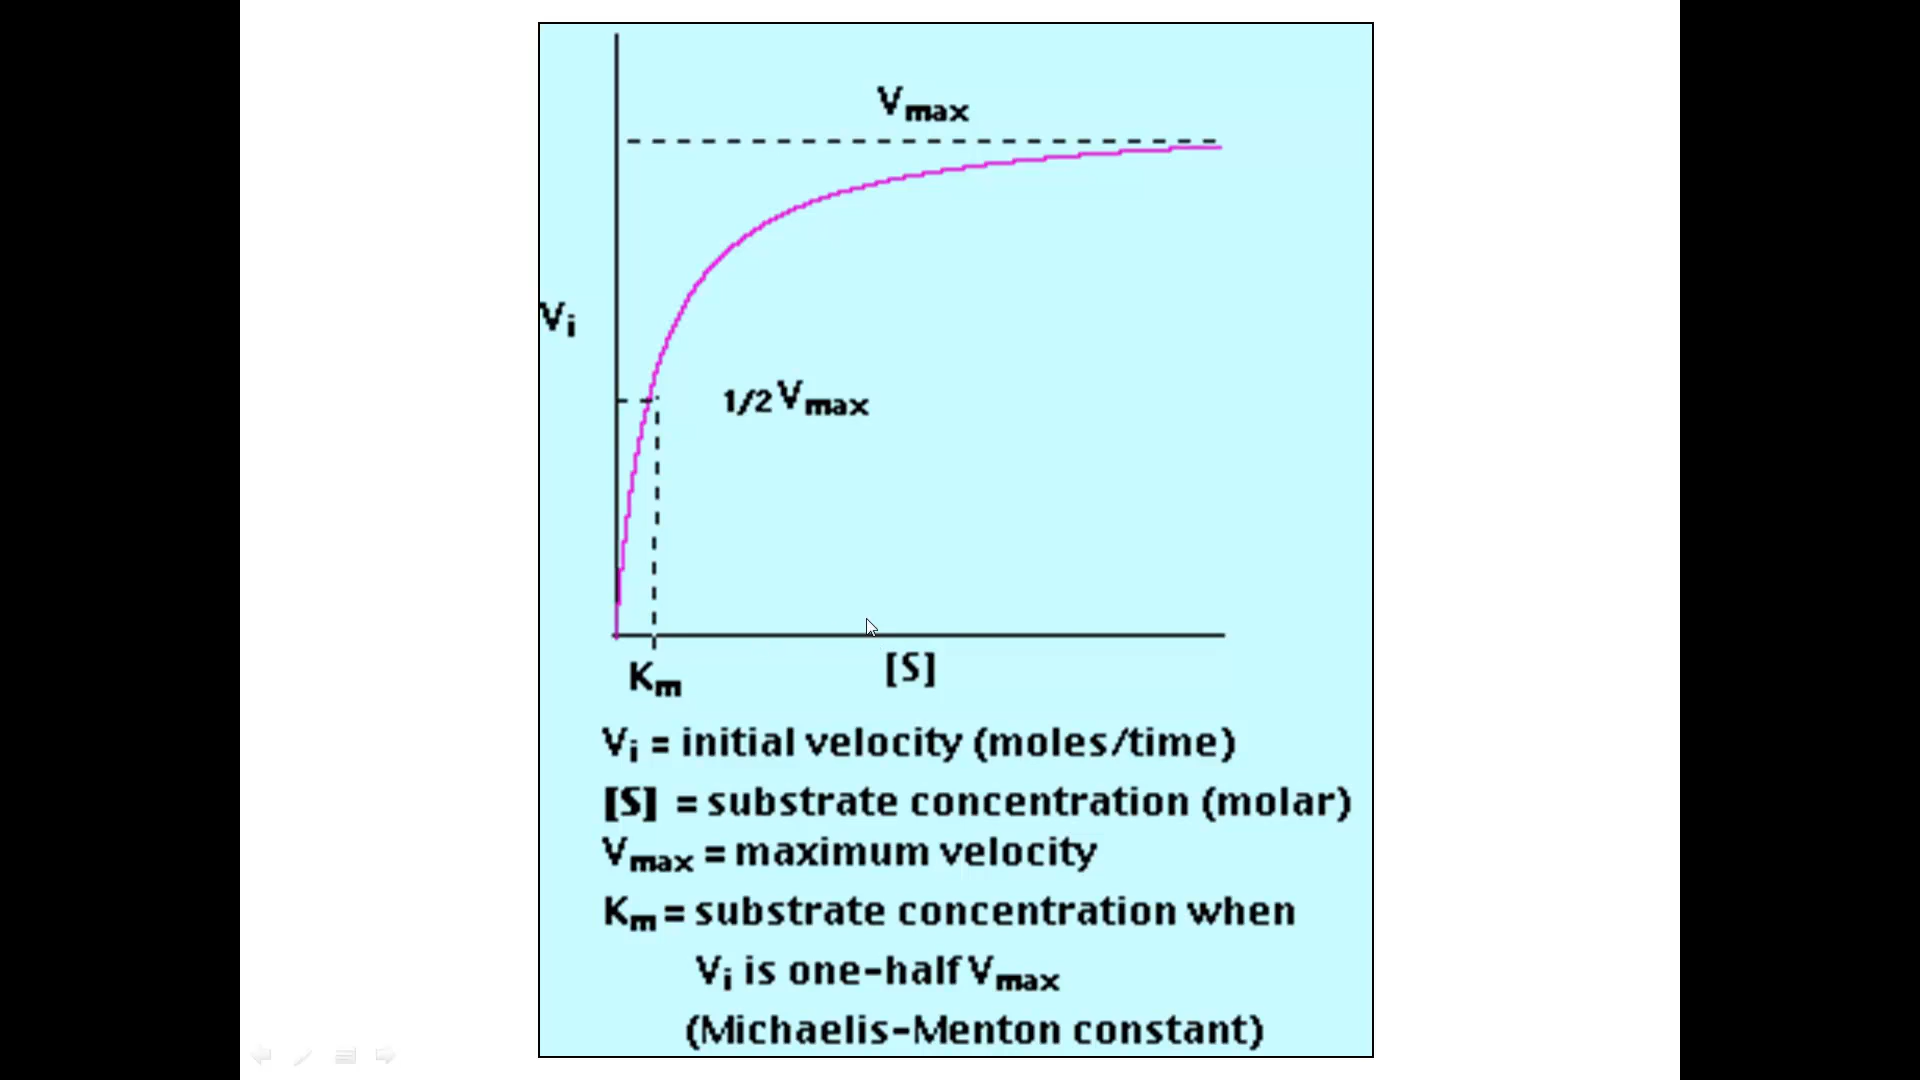 Vmax
Vi
1/2 Vmax
Km
[S]
Vi = initial velocity (moles/time)
[S] = substrate concentration (molar)
Vmax = maximum velocity
Km = substrate concentration when
Vi is one-half Vmax
(Michaelis-Menton constant)